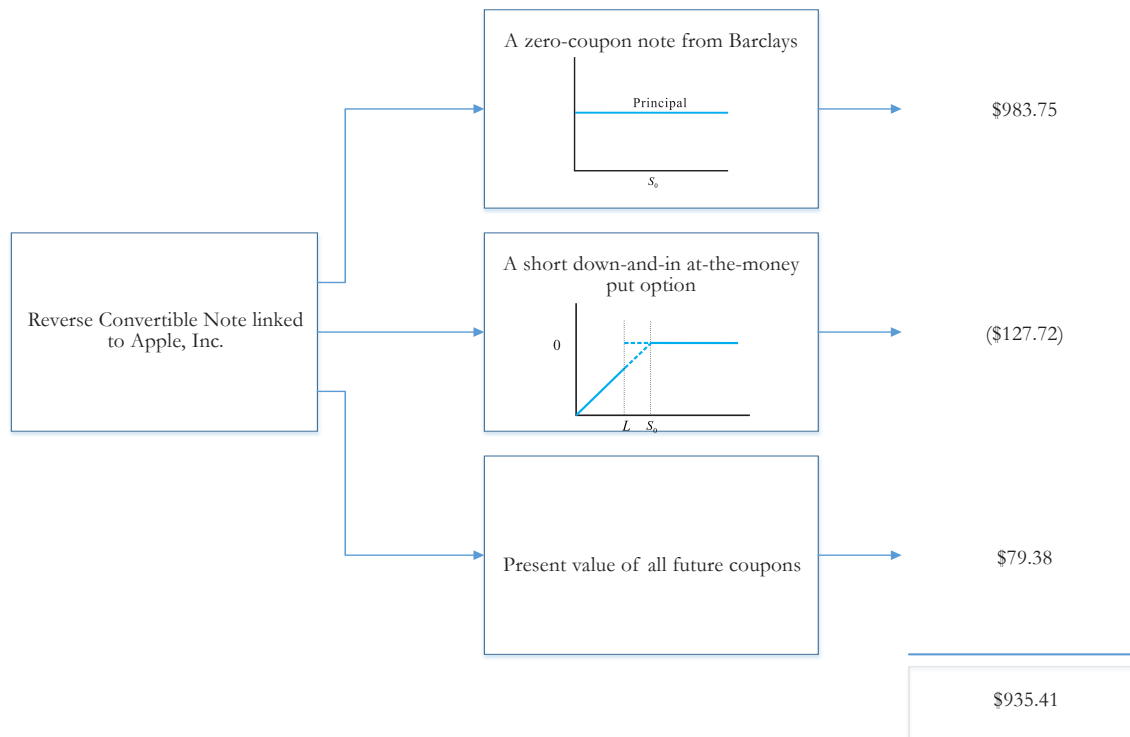 A zero-coupon note from Barclays
Principal
S₀
$983.75
Reverse Convertible Note linked
to Apple, Inc.
A short down-and-in at-the-money
put option
0
L S₀
($127.72)
Present value of all future coupons
$79.38
$935.41